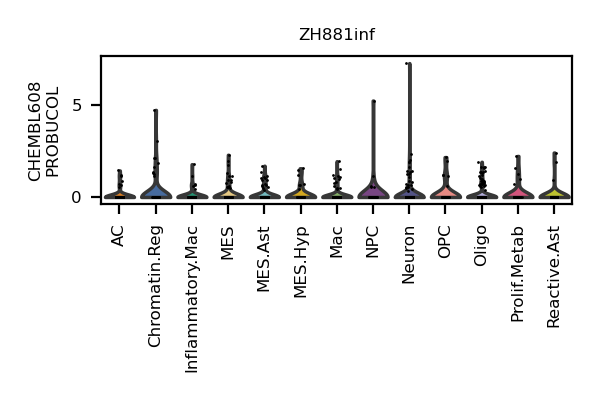 ZH881inf
CHEMBL608
PROBUCOL
5
0
AC
Chromatin.Reg
Inflammatory.Mac
MES
MES.Ast
MES.Hyp
Mac
NPC
Neuron
OPC
Oligo
Prolif.Metab
Reactive.Ast